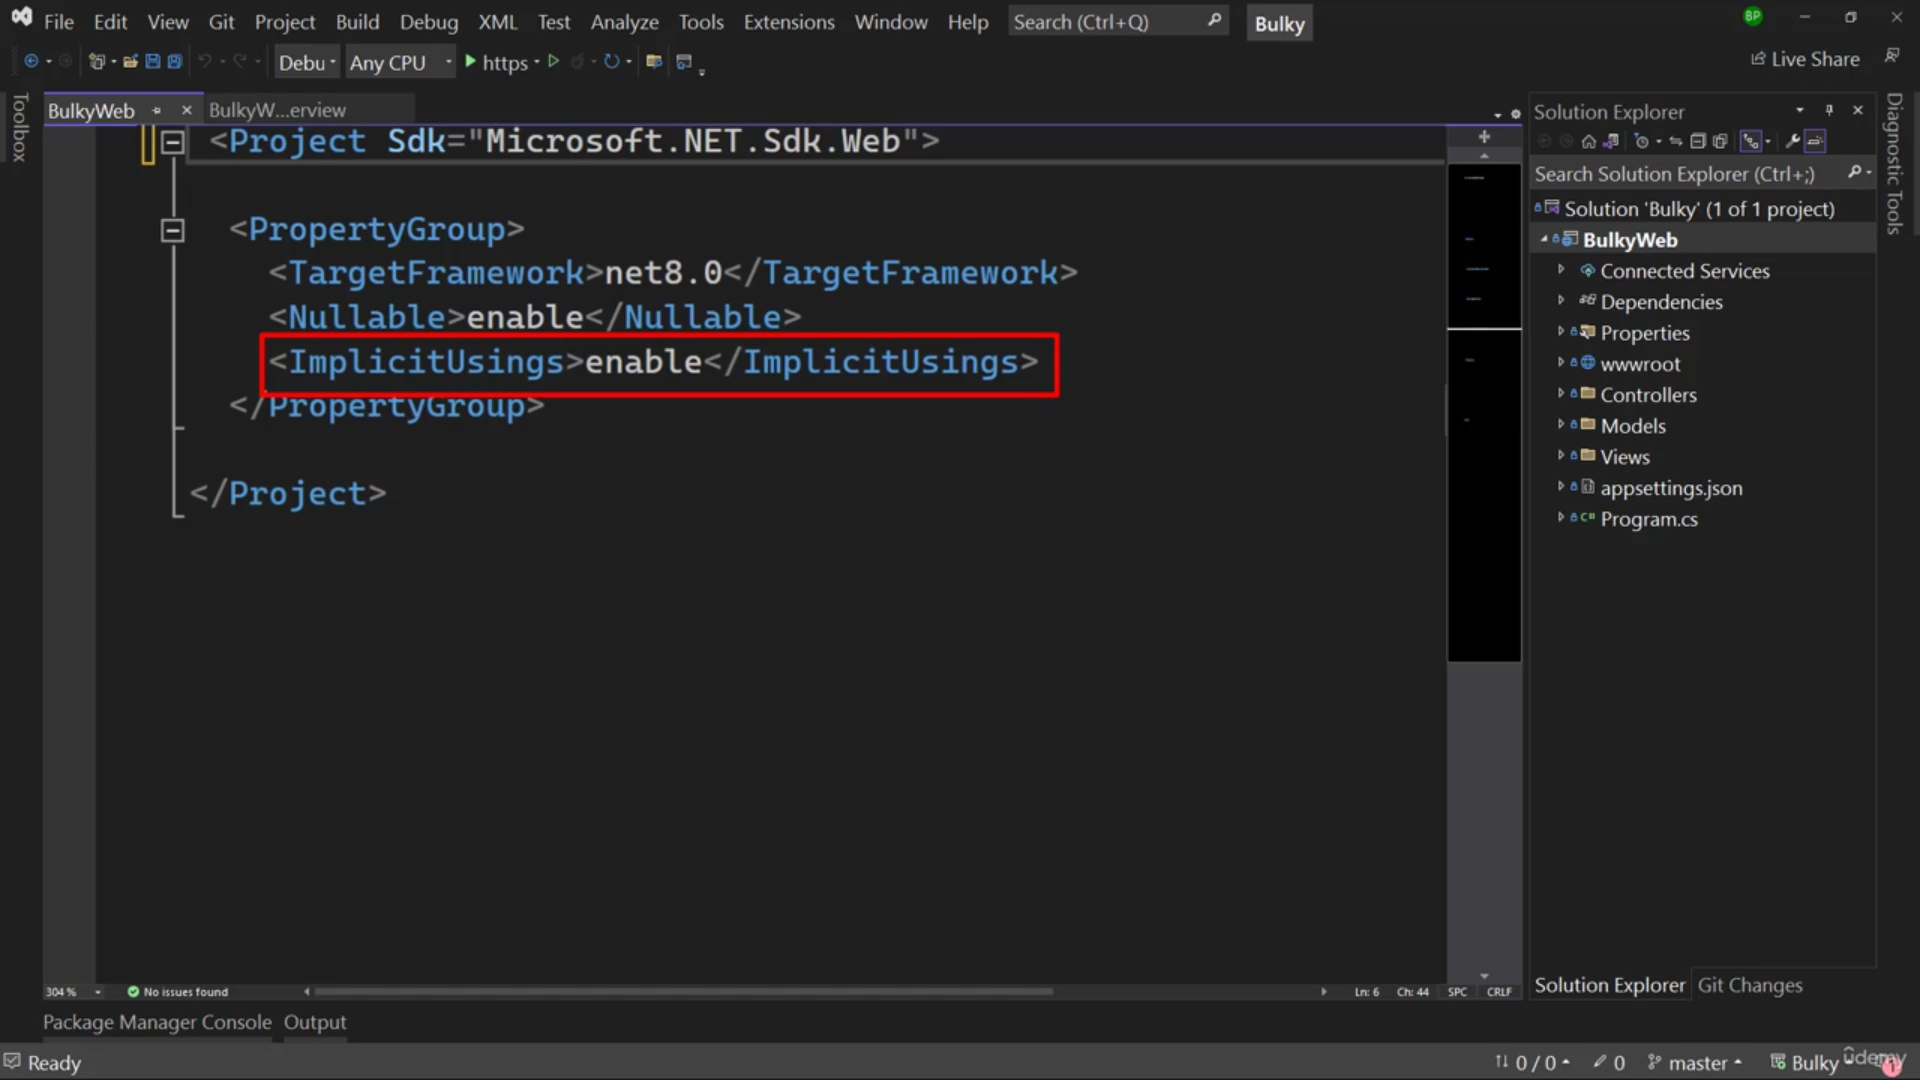 File Edit View Git Project Build Debug XML Test Analyze Tools Extensions Window Help Search (Ctrl+Q) Bulky BP
Debu Any CPU https Live Share
Toolbox
BulkyWeb BulkyW...erview
<Project Sdk="Microsoft.NET.Sdk.Web">
<PropertyGroup>
<TargetFramework>net8.0</TargetFramework>
<Nullable>enable</Nullable>
<ImplicitUsings>enable</ImplicitUsings>
</PropertyGroup>
</Project>
Solution Explorer
Search Solution Explorer (Ctrl+;)
Solution 'Bulky' (1 of 1 project)
BulkyWeb
Connected Services
Dependencies
Properties
wwwroot
Controllers
Models
Views
appsettings.json
C# Program.cs
Diagnostic Tools
304 % No issues found Ln: 6 Ch: 44 SPC CRLF
Solution Explorer Git Changes
Package Manager Console Output
Ready 0 / 0 0 master Bulky 1
ûdemy